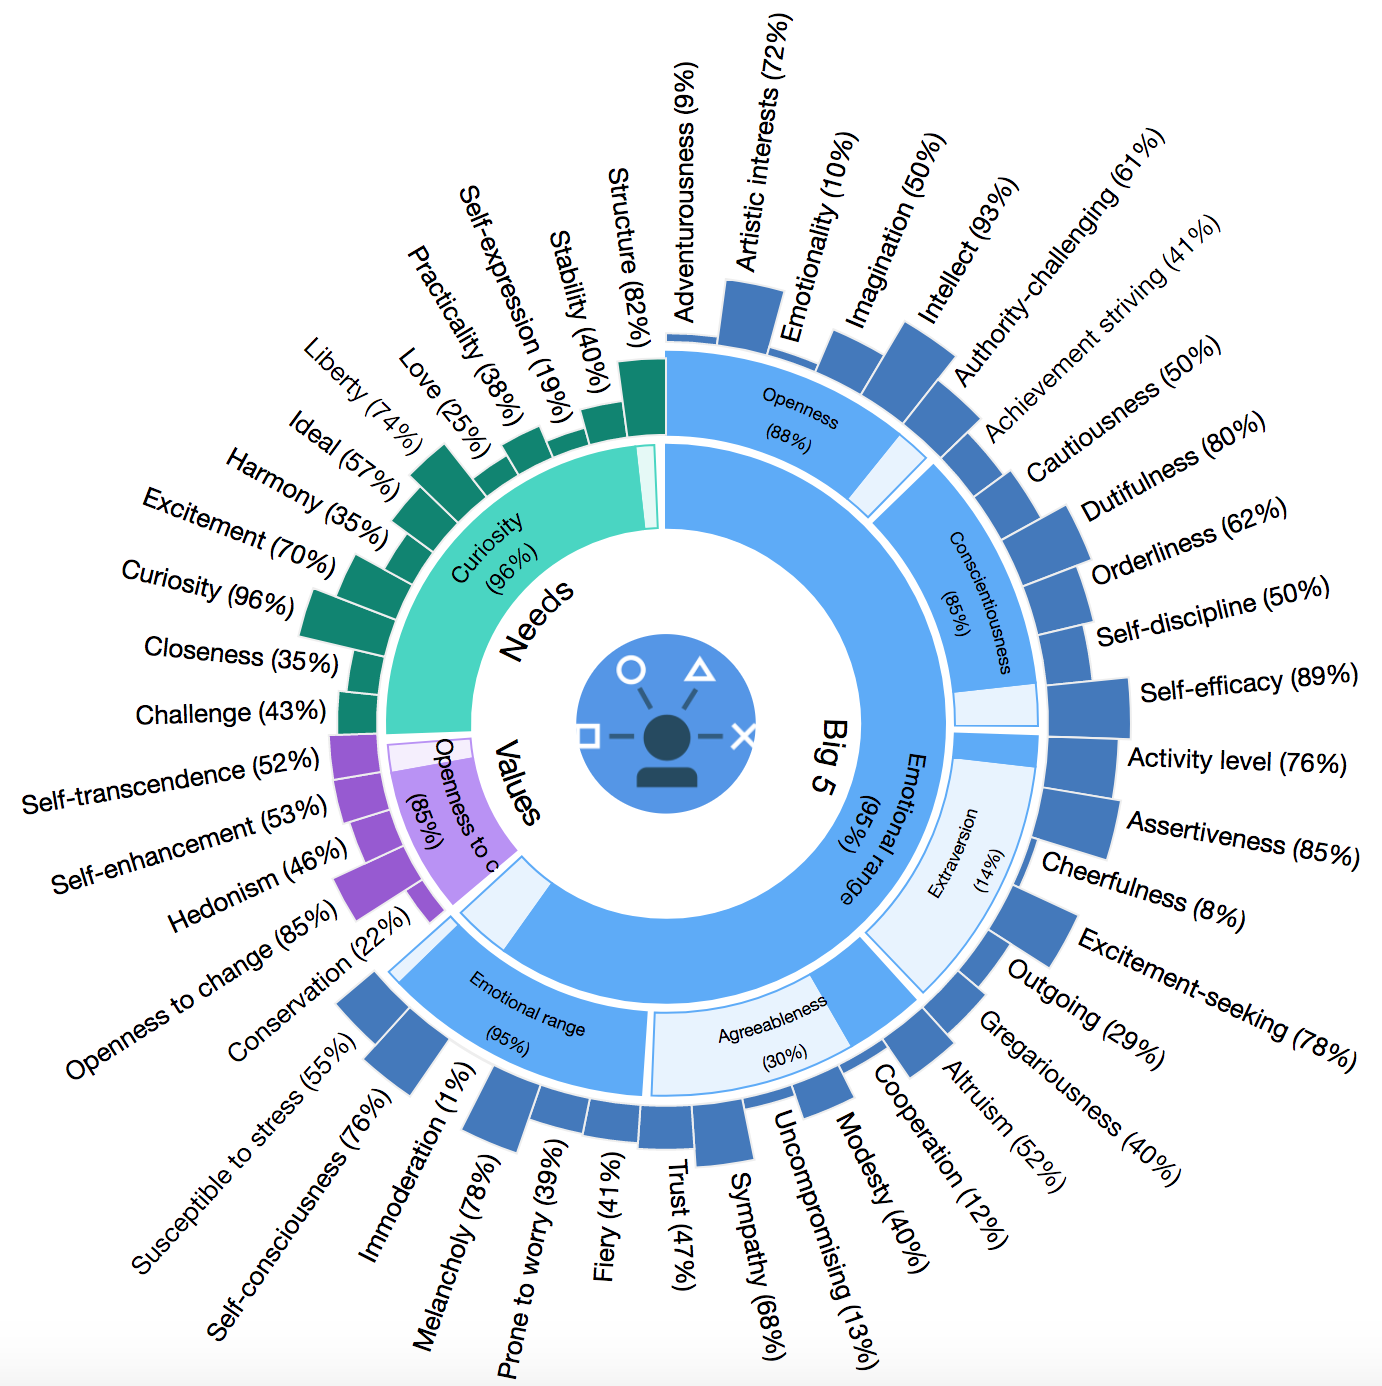 Adventurousness (9%)
Artistic interests (72%)
Emotionality (10%)
Imagination (50%)
Intellect (93%)
Authority-challenging (61%)
Achievement striving (41%)
Cautiousness (50%)
Dutifulness (80%)
Orderliness (62%)
Self-discipline (50%)
Self-efficacy (89%)
Activity level (76%)
Assertiveness (85%)
Cheerfulness (8%)
Excitement-seeking (78%)
Outgoing (29%)
Gregariousness (40%)
Altruism (52%)
Cooperation (12%)
Modesty (40%)
Uncompromising (13%)
Sympathy (68%)
Trust (47%)
Fiery (41%)
Prone to worry (39%)
Melancholy (78%)
Immoderation (1%)
Self-consciousness (76%)
Susceptible to stress (55%)
Conservation (22%)
Openness to change (85%)
Hedonism (46%)
Self-enhancement (53%)
Self-transcendence (52%)
Challenge (43%)
Closeness (35%)
Curiosity (96%)
Excitement (70%)
Harmony (35%)
Ideal (57%)
Liberty (74%)
Love (25%)
Practicality (38%)
Self-expression (19%)
Stability (40%)
Structure (82%)
Openness
(88%)
Conscientiousness
(85%)
Extraversion
(14%)
Agreeableness
(30%)
Emotional range
(95%)
Openness to c
(85%)
Curiosity
(96%)
Emotional range
(95%)
Big 5
Values
Needs